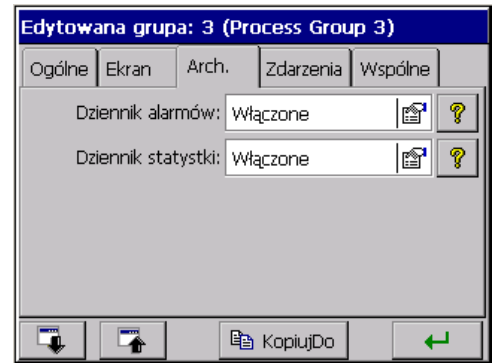 Edytowana grupa: 3 (Process Group 3)
Ogólne Ekran Arch. Zdarzenia Wspólne
Dziennik alarmów: Włączone ?
Dziennik statystki: Włączone ?
KopiujDo